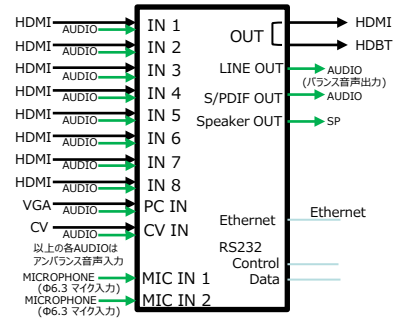 HDMI AUDIO IN 1 OUT HDMI
HDMI AUDIO IN 2 HDBT
HDMI AUDIO IN 3 LINE OUT AUDIO
(バランス音声出力)
HDMI AUDIO IN 4 S/PDIF OUT AUDIO
HDMI AUDIO IN 5 Speaker OUT SP
HDMI AUDIO IN 6
HDMI AUDIO IN 7
HDMI AUDIO IN 8
VGA AUDIO PC IN Ethernet Ethernet
CV AUDIO CV IN
以上の各AUDIOは
アンバランス音声入力
RS232
Control
Data
MICROPHONE MIC IN 1
(Φ6.3 マイク入力)
MICROPHONE MIC IN 2
(Φ6.3 マイク入力)